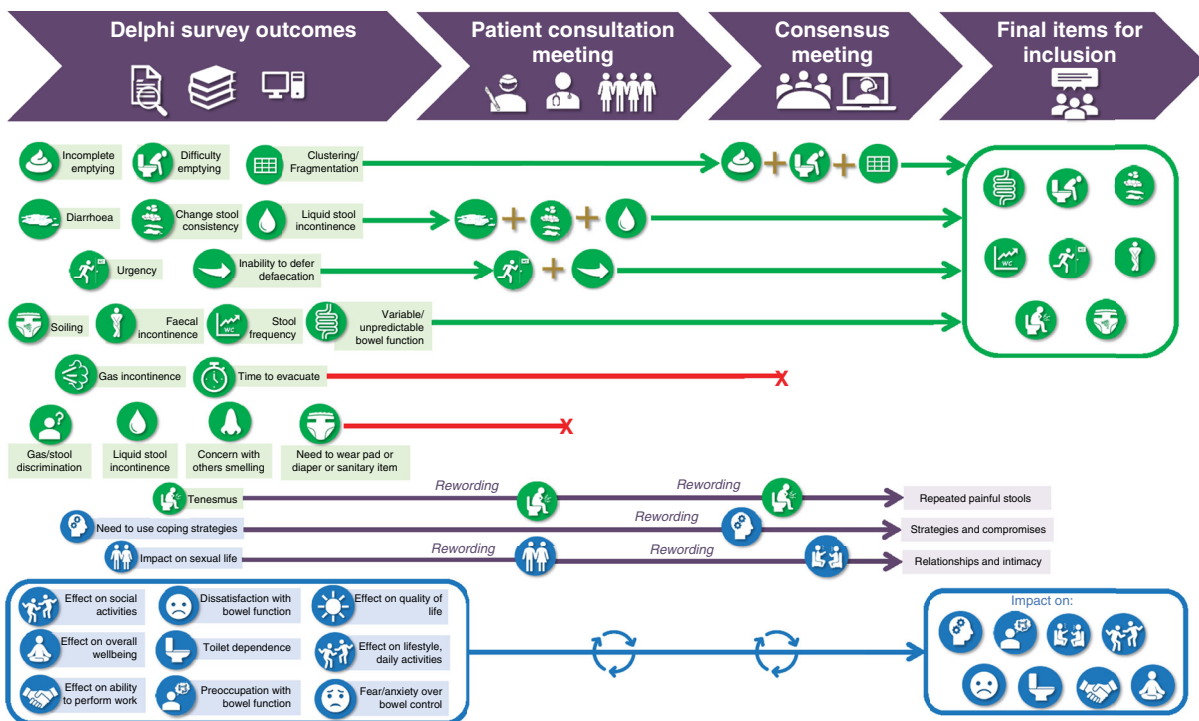 Delphi survey outcomes
Patient consultation
meeting
Consensus
meeting
Final items for
inclusion
Incomplete
emptying
Difficulty
emptying
Clustering/
Fragmentation
Diarrhoea
Change stool
consistency
Liquid stool
incontinence
Urgency
Inability to defer
defaecation
Soiling
Faecal
incontinence
WC
Stool
frequency
Variable/
unpredictable
bowel function
WC
Gas incontinence
Time to evacuate
X
?
Gas/stool
discrimination
Liquid stool
incontinence
Concern with
others smelling
Need to wear pad or
diaper or sanitary item
X
Tenesmus
Rewording
Rewording
Repeated painful stools
Need to use coping strategies
Rewording
Strategies and compromises
Impact on sexual life
Rewording
Rewording
Relationships and intimacy
Effect on social
activities
Dissatisfaction with
bowel function
Effect on quality of
life
Effect on overall
wellbeing
Toilet dependence
Effect on lifestyle,
daily activities
Effect on ability
to perform work
Preoccupation with
bowel function
Fear/anxiety over
bowel control
Impact on: